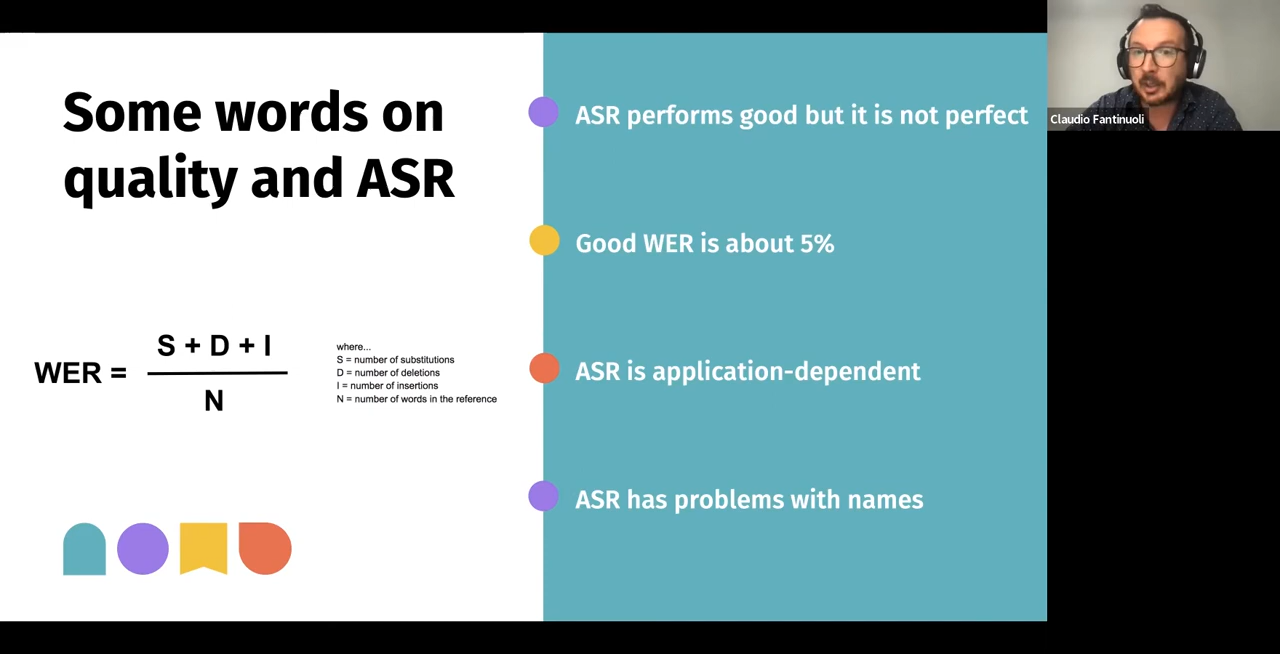 Some words on
quality and ASR
WER =
S + D + I
N
where...
S = number of substitutions
D = number of deletions
I = number of insertions
N = number of words in the reference
ASR performs good but it is not perfect
Good WER is about 5%
ASR is application-dependent
ASR has problems with names
Claudio Fantinuoli